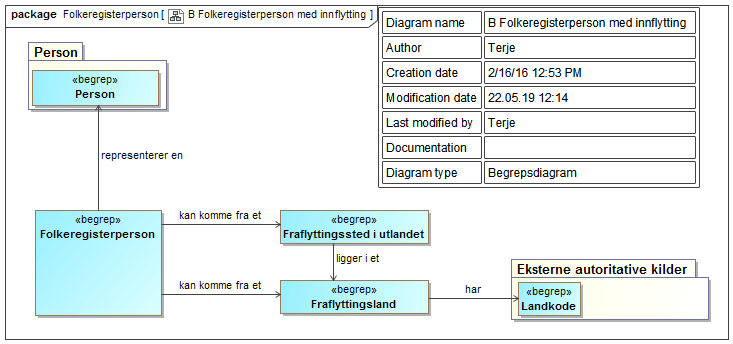 package Folkeregisterperson [ B Folkeregisterperson med innflytting ]
Diagram name B Folkeregisterperson med innflytting
Author Terje
Creation date 2/16/16 12:53 PM
Modification date 22.05.19 12:14
Last modified by Terje
Documentation
Diagram type Begrepsdiagram
Person
«begrep»
Person
representerer en
«begrep»
Folkeregisterperson
kan komme fra et
«begrep»
Fraflyttingssted i utlandet
ligger i et
kan komme fra et
«begrep»
Fraflyttingsland
har
Eksterne autoritative kilder
«begrep»
Landkode